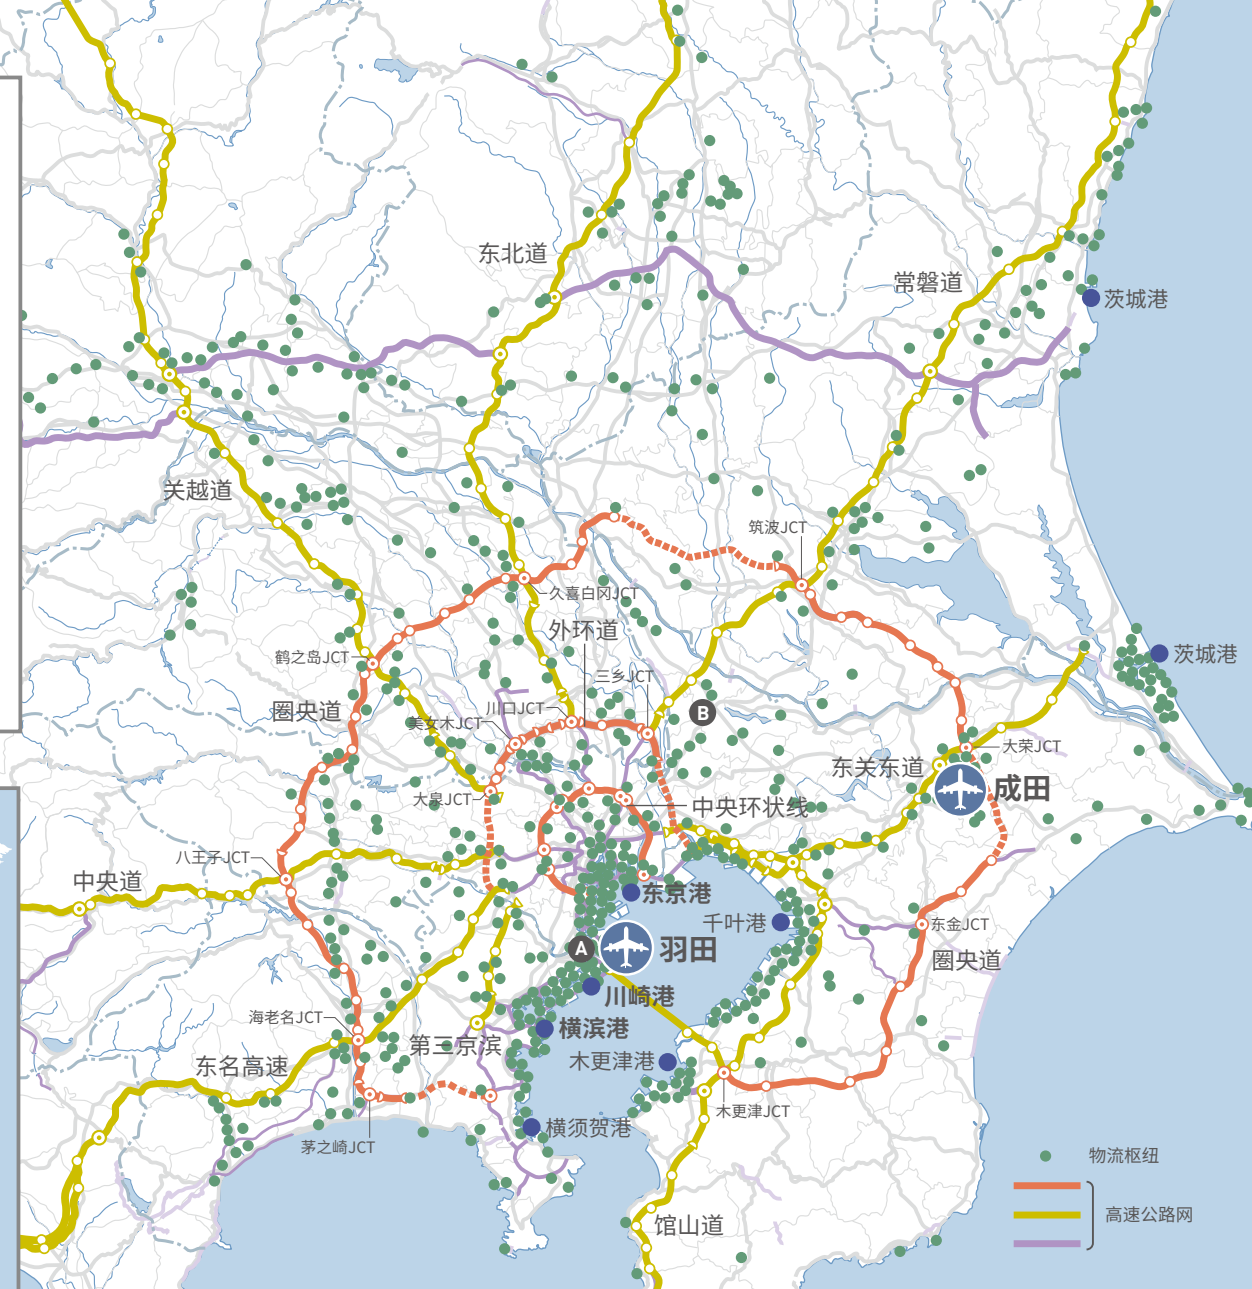 东北道
常磐道
茨城港
关越道
筑波JCT
久喜白冈JCT
外环道
鹤之岛JCT
三乡JCT
茨城港
圈央道
川口JCT
美女木JCT
B
大荣JCT
东关东道
成田
大泉JCT
中央环状线
八王子JCT
中央道
东京港
千叶港
东金JCT
A
羽田
圈央道
川崎港
海老名JCT
横滨港
第三京滨
东名高速
木更津港
木更津JCT
横须贺港
茅之崎JCT
物流枢纽
高速公路网
馆山道